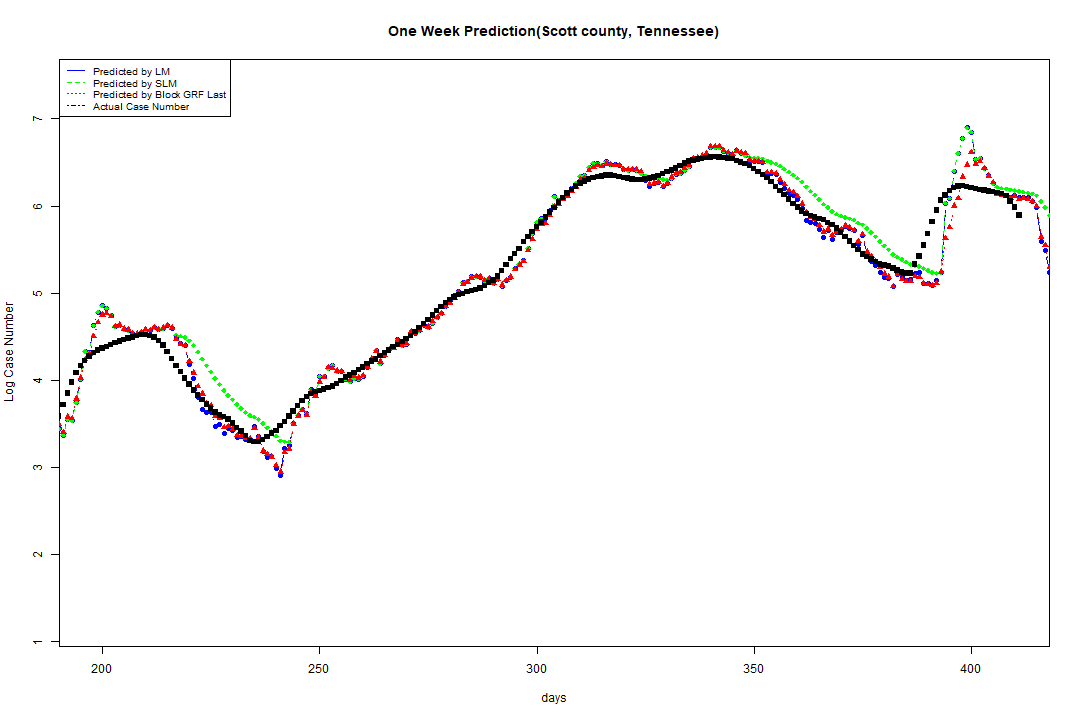 One Week Prediction(Scott county, Tennessee)
Predicted by LM
Predicted by SLM
Predicted by Block GRF Last
Actual Case Number
7
6
5
4
3
2
1
Log Case Number
200 250 300 350 400
days